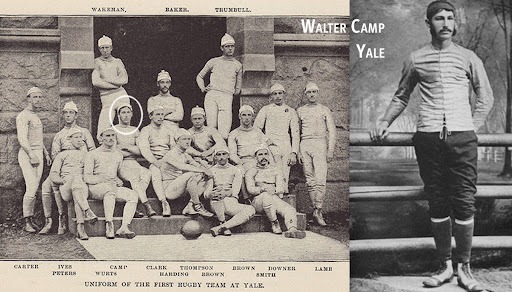 WAKEMAN, BAKER. TRUMBULL.
WALTER CAMP
YALE
CARTER IVES CAMP CLARK THOMPSON BROWN DOWNER LAMB
PETERS WURTS HARDING BROWN SMITH
UNIFORM OF THE FIRST RUGBY TEAM AT YALE.